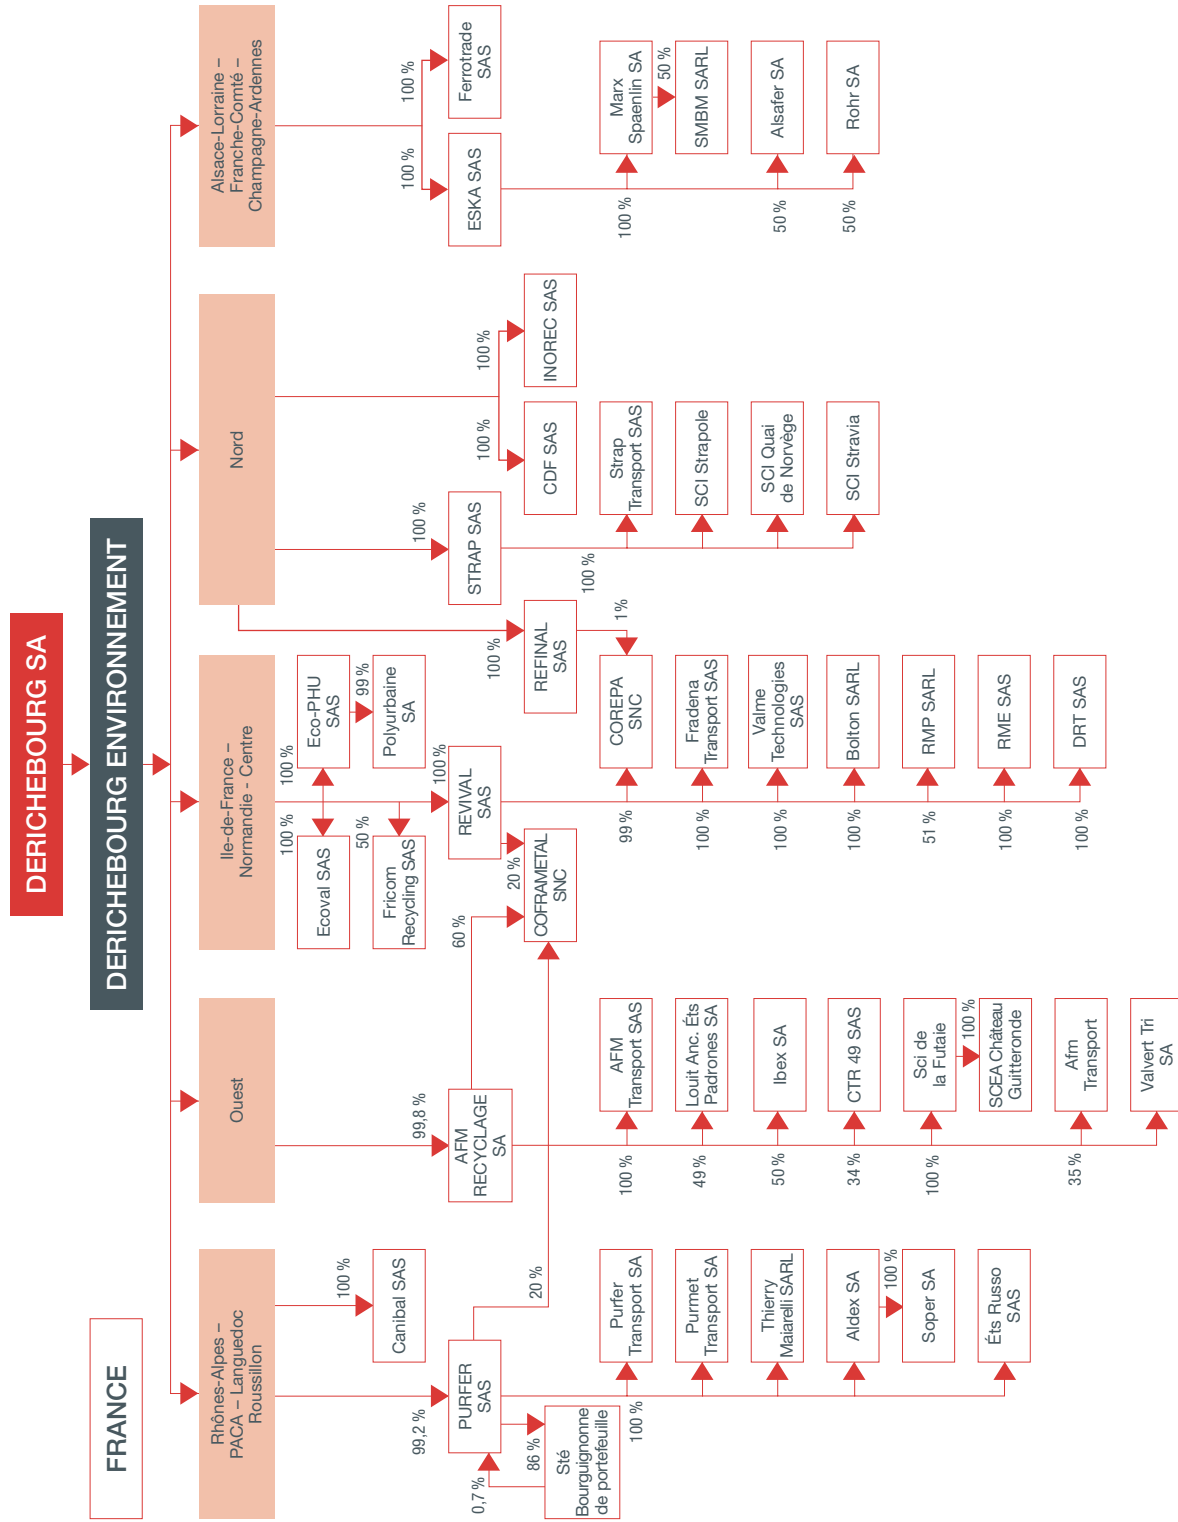 DERICHEBOURG SA
FRANCE
DERICHEBOURG ENVIRONNEMENT
Rhônes-Alpes –
PACA – Languedoc
Roussillon
Ouest
Ile-de-France –
Normandie - Centre
Nord
Alsace-Lorraine –
Franche-Comté –
Champagne-Ardennes
100 %
Canibal SAS
99,2 %
PURFER
SAS
0,7 %
86 %
Sté
Bourguignonne
de portefeuille
20 %
100 %
Purfer
Transport SA
Purmet
Transport SA
Thierry
Maiarelli SARL
Aldex SA
100 %
Soper SA
Éts Russo
SAS
99,8 %
AFM
RECYCLAGE
SA
60 %
100 %
AFM
Transport SAS
49 %
Louit Anc. Éts
Padrones SA
50 %
Ibex SA
34 %
CTR 49 SAS
100 %
Sci de
la Futaie
100 %
SCEA Château
Guitteronde
35 %
Afm
Transport
Valvert Tri
SA
100 %
Ecoval SAS
100 %
Eco-PHU
SAS
99 %
Polyurbaine
SA
50 %
Fricom
Recycling SAS
100 %
REVIVAL
SAS
20 %
COFRAMETAL
SNC
99 %
COREPA
SNC
100 %
Fradena
Transport SAS
100 %
Valme
Technologies
SAS
100 %
Bolton SARL
51 %
RMP SARL
100 %
RME SAS
100 %
DRT SAS
100 %
REFINAL
SAS
1%
100 %
STRAP SAS
100 %
Strap
Transport SAS
SCI Strapole
SCI Quai
de Norvège
SCI Stravia
100 %
CDF SAS
100 %
INOREC SAS
100 %
ESKA SAS
100 %
Ferrotrade
SAS
100 %
Marx
Spaenlin SA
50 %
SMBM SARL
50 %
Alsafer SA
50 %
Rohr SA